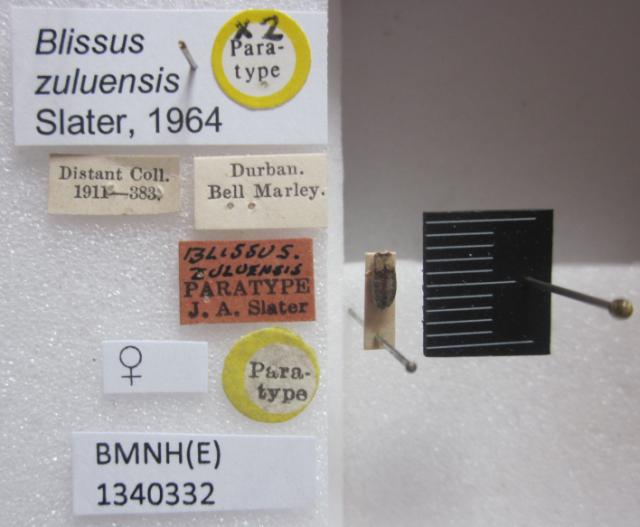 Blissus
zuluensis
Slater, 1964
x2
Para-
type
Distant Coll.
1911—383.
Durban.
Bell Marley.
BLISSUS.
ZULUENSIS
PARATYPE
J. A. Slater
♀
Para-
type
BMNH(E)
1340332